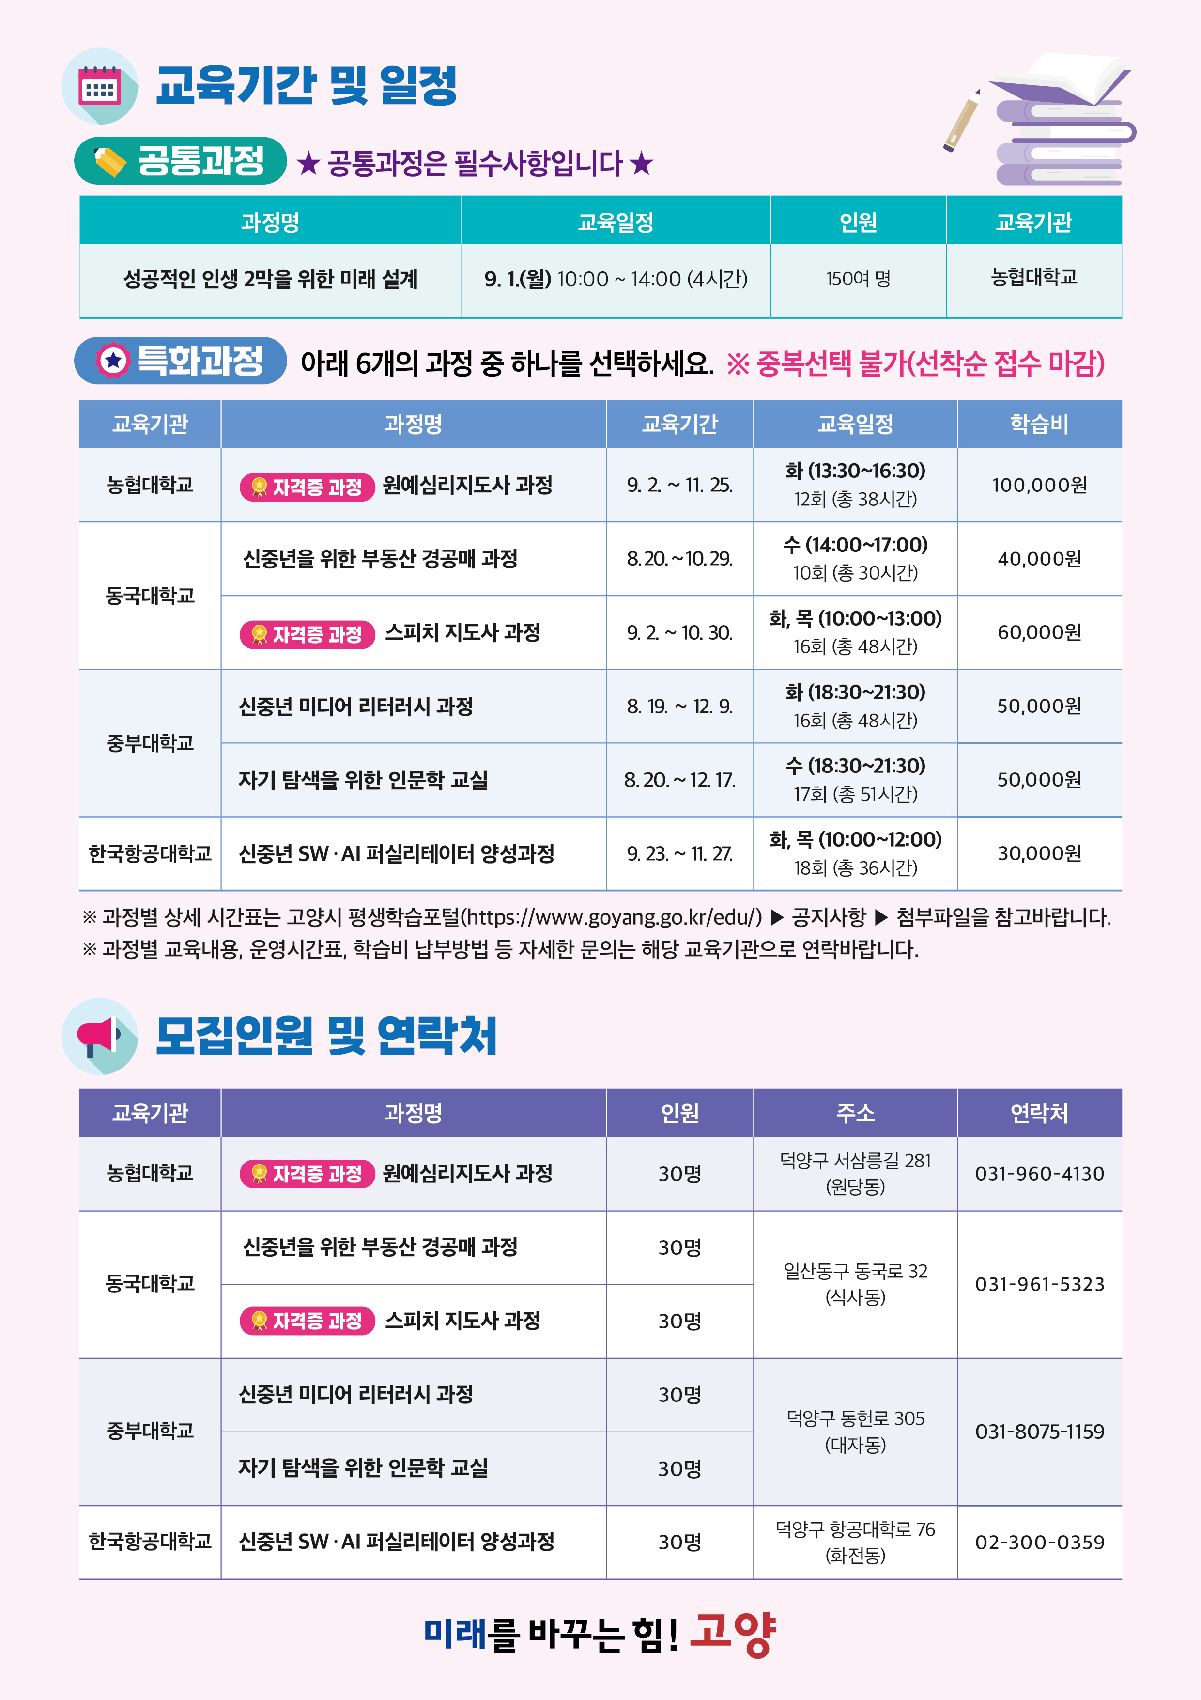 교육기간 및 일정
공통과정 ★ 공통과정은 필수사항입니다 ★
과정명 교육일정 인원 교육기관
성공적인 인생 2막을 위한 미래 설계 9. 1.(월) 10:00 ~ 14:00 (4시간) 150여 명 농협대학교
특화과정 아래 6개의 과정 중 하나를 선택하세요. ※ 중복선택 불가(선착순 접수 마감)
교육기관 과정명 교육기간 교육일정 학습비
농협대학교 자격증 과정 원예심리지도사 과정 9. 2. ~ 11. 25. 화 (13:30~16:30) 100,000원
12회 (총 38시간)
동국대학교
신중년을 위한 부동산 경공매 과정 8.20.~10.29. 수 (14:00~17:00) 40,000원
10회 (총 30시간)
자격증 과정 스피치 지도사 과정 9. 2. ~ 10. 30. 화, 목 (10:00~13:00) 60,000원
16회 (총 48시간)
중부대학교
신중년 미디어 리터러시 과정 8. 19. ~ 12. 9. 화 (18:30~21:30) 50,000원
16회 (총 48시간)
자기 탐색을 위한 인문학 교실 8. 20. ~ 12. 17. 수 (18:30~21:30) 50,000원
17회 (총 51시간)
한국항공대학교 신중년 SW·AI 퍼실리테이터 양성과정 9. 23. ~ 11. 27. 화, 목 (10:00~12:00) 30,000원
18회 (총 36시간)
※ 과정별 상세 시간표는 고양시 평생학습포털(https://www.goyang.go.kr/edu/) ▶ 공지사항 ▶ 첨부파일을 참고바랍니다.
※ 과정별 교육내용, 운영시간표, 학습비 납부방법 등 자세한 문의는 해당 교육기관으로 연락바랍니다.
모집인원 및 연락처
교육기관 과정명 인원 주소 연락처
농협대학교 자격증 과정 원예심리지도사 과정 30명 덕양구 서삼릉길 281 031-960-4130
(원당동)
동국대학교
신중년을 위한 부동산 경공매 과정 30명
일산동구 동국로 32 031-961-5323
(식사동)
자격증 과정 스피치 지도사 과정 30명
중부대학교
신중년 미디어 리터러시 과정 30명
덕양구 동헌로 305 031-8075-1159
(대자동)
자기 탐색을 위한 인문학 교실 30명
한국항공대학교 신중년 SW·AI 퍼실리테이터 양성과정 30명 덕양구 항공대학로 76 02-300-0359
(화전동)
미래를 바꾸는 힘! 고양